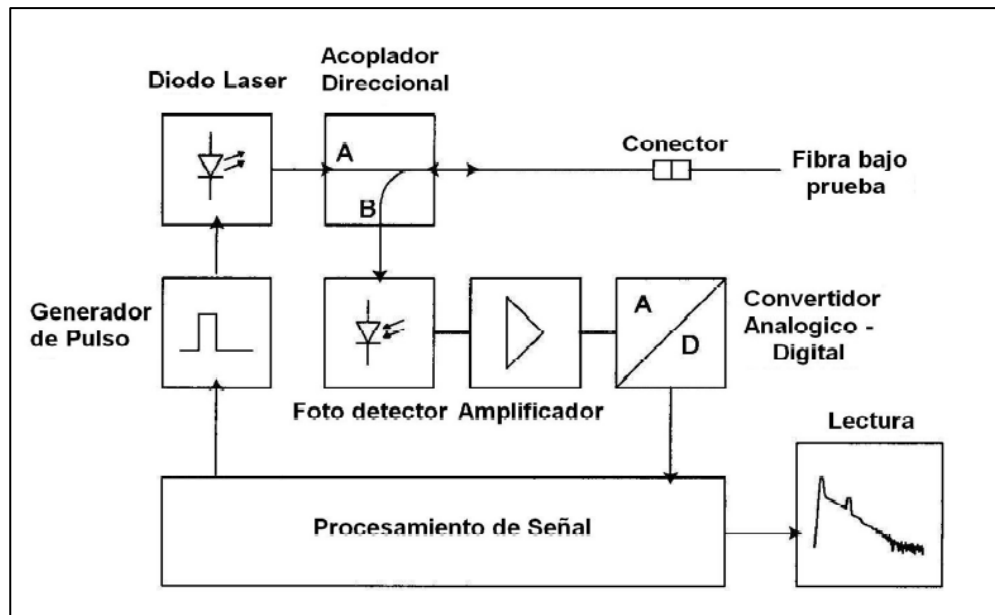 Acoplador
Direccional
Diodo Laser
A
B
Conector
Fibra bajo
prueba
Generador
de Pulso
A
D
Convertidor
Analogico -
Digital
Foto detector
Amplificador
Lectura
Procesamiento de Señal